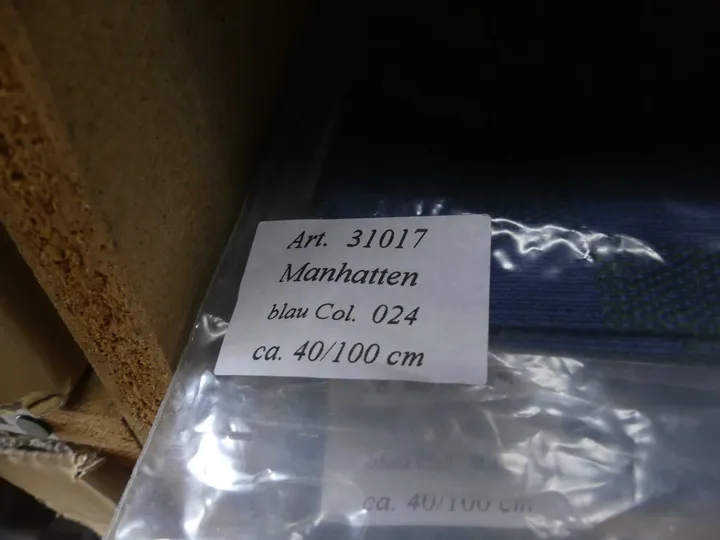 Art. 31017
Manhatten
blau Col. 024
ca. 40/100 cm
ca. 40/100 cm